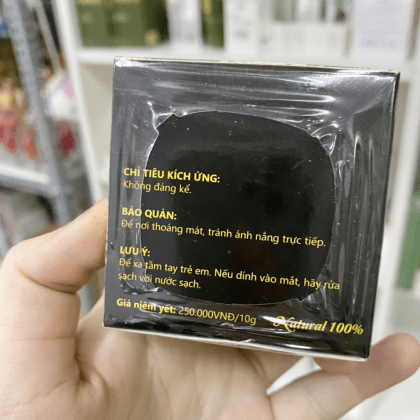 CHỈ TIÊU KÍCH ỨNG:
Không đáng kể.
BẢO QUẢN:
Để nơi thoáng mát, tránh ánh nắng trực tiếp.
LƯU Ý:
Để xa tầm tay trẻ em. Nếu dính vào mắt, hãy rửa
sạch với nước sạch.
Giá niêm yết: 250.000VNĐ/10g
Natural 100%